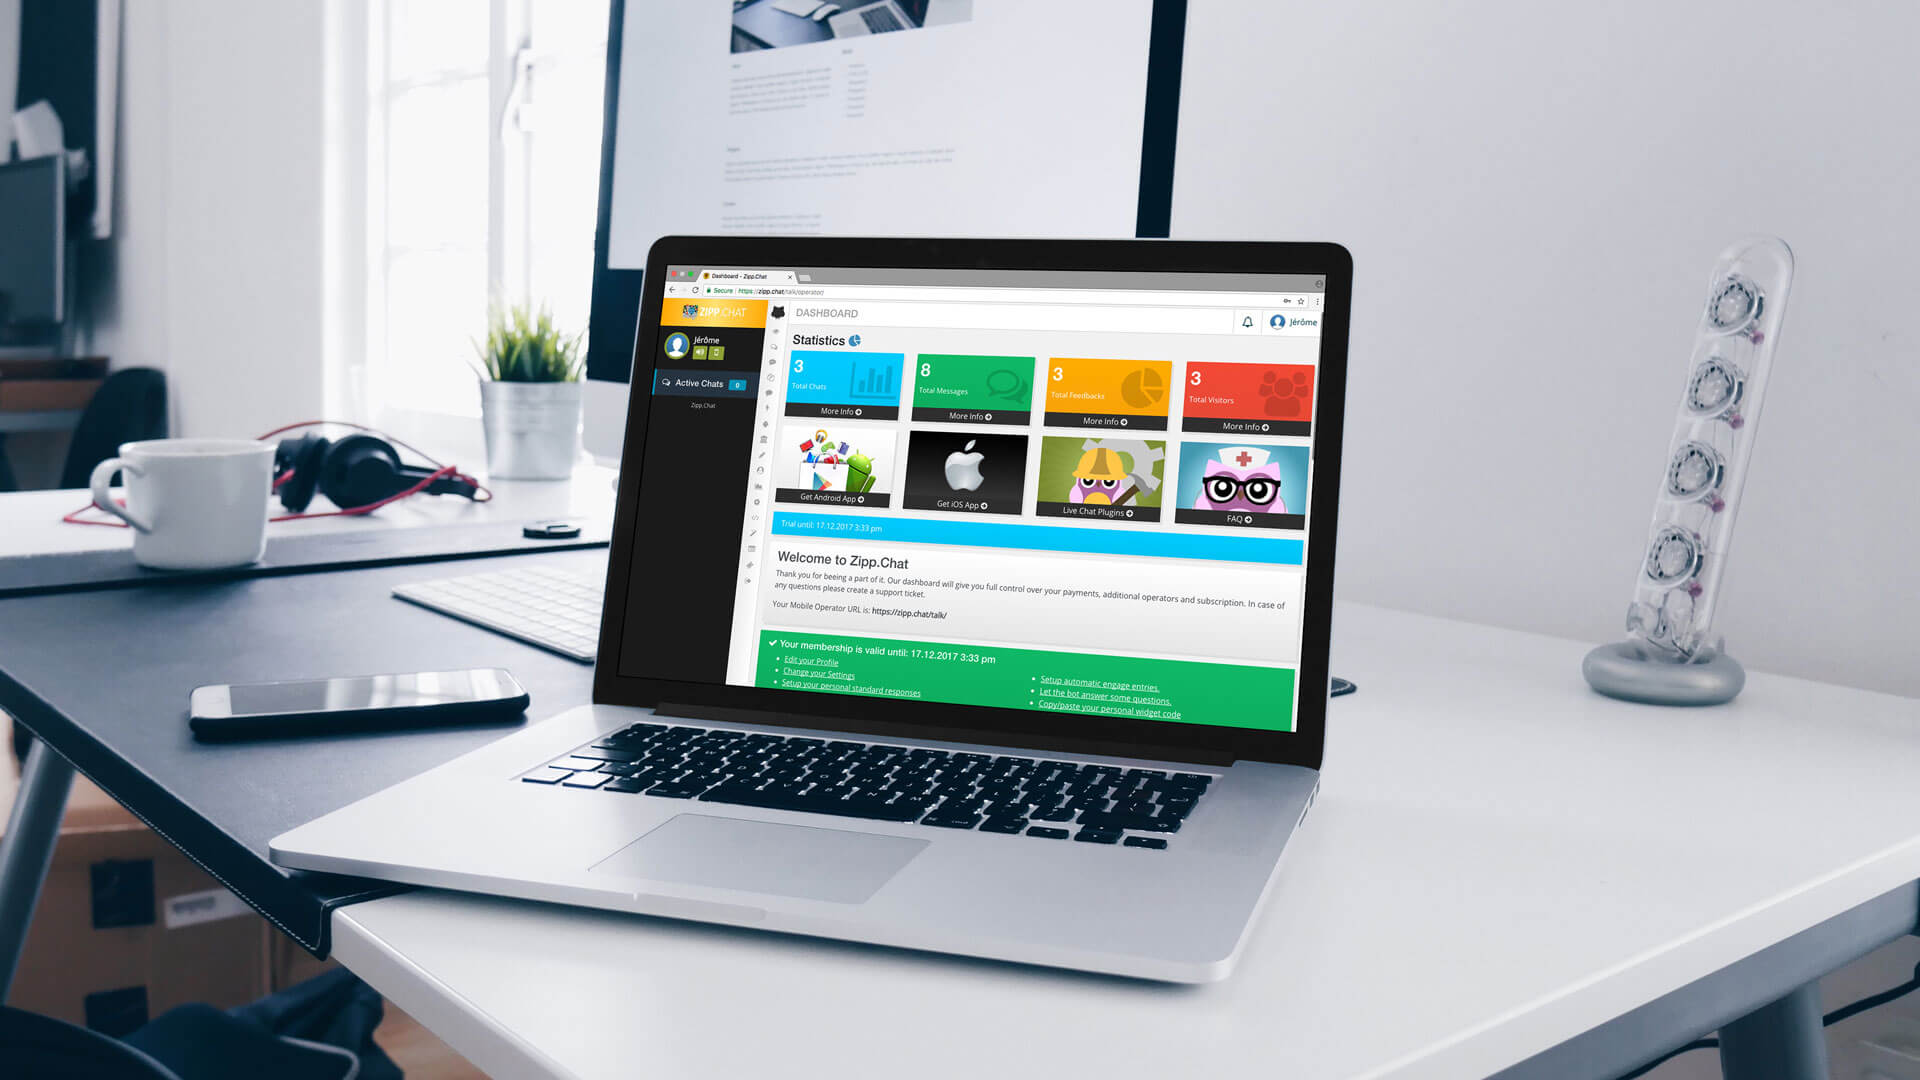 Dashboard - Zipp.Chat
Secure | https://zipp.chat/talk/operator/
ZIPP.CHAT
DASHBOARD
Jérôme
Jérôme
Active Chats 0
Zipp.Chat
Statistics
3
Total Chats
More Info
8
Total Messages
More Info
3
Total Feedbacks
More Info
3
Total Visitors
More Info
Get Android App
Get iOS App
Live Chat Plugins
FAQ
Trial until: 17.12.2017 3:33 pm
Welcome to Zipp.Chat
Thank you for beeing a part of it. Our dashboard will give you full control over your payments, additional operators and subscription. In case of
any questions please create a support ticket.
Your Mobile Operator URL is: https://zipp.chat/talk/
Your membership is valid until: 17.12.2017 3:33 pm
Edit your Profile
Change your Settings
Setup your personal standard responses
Setup automatic engage entries.
Let the bot answer some questions.
Copy/paste your personal widget code